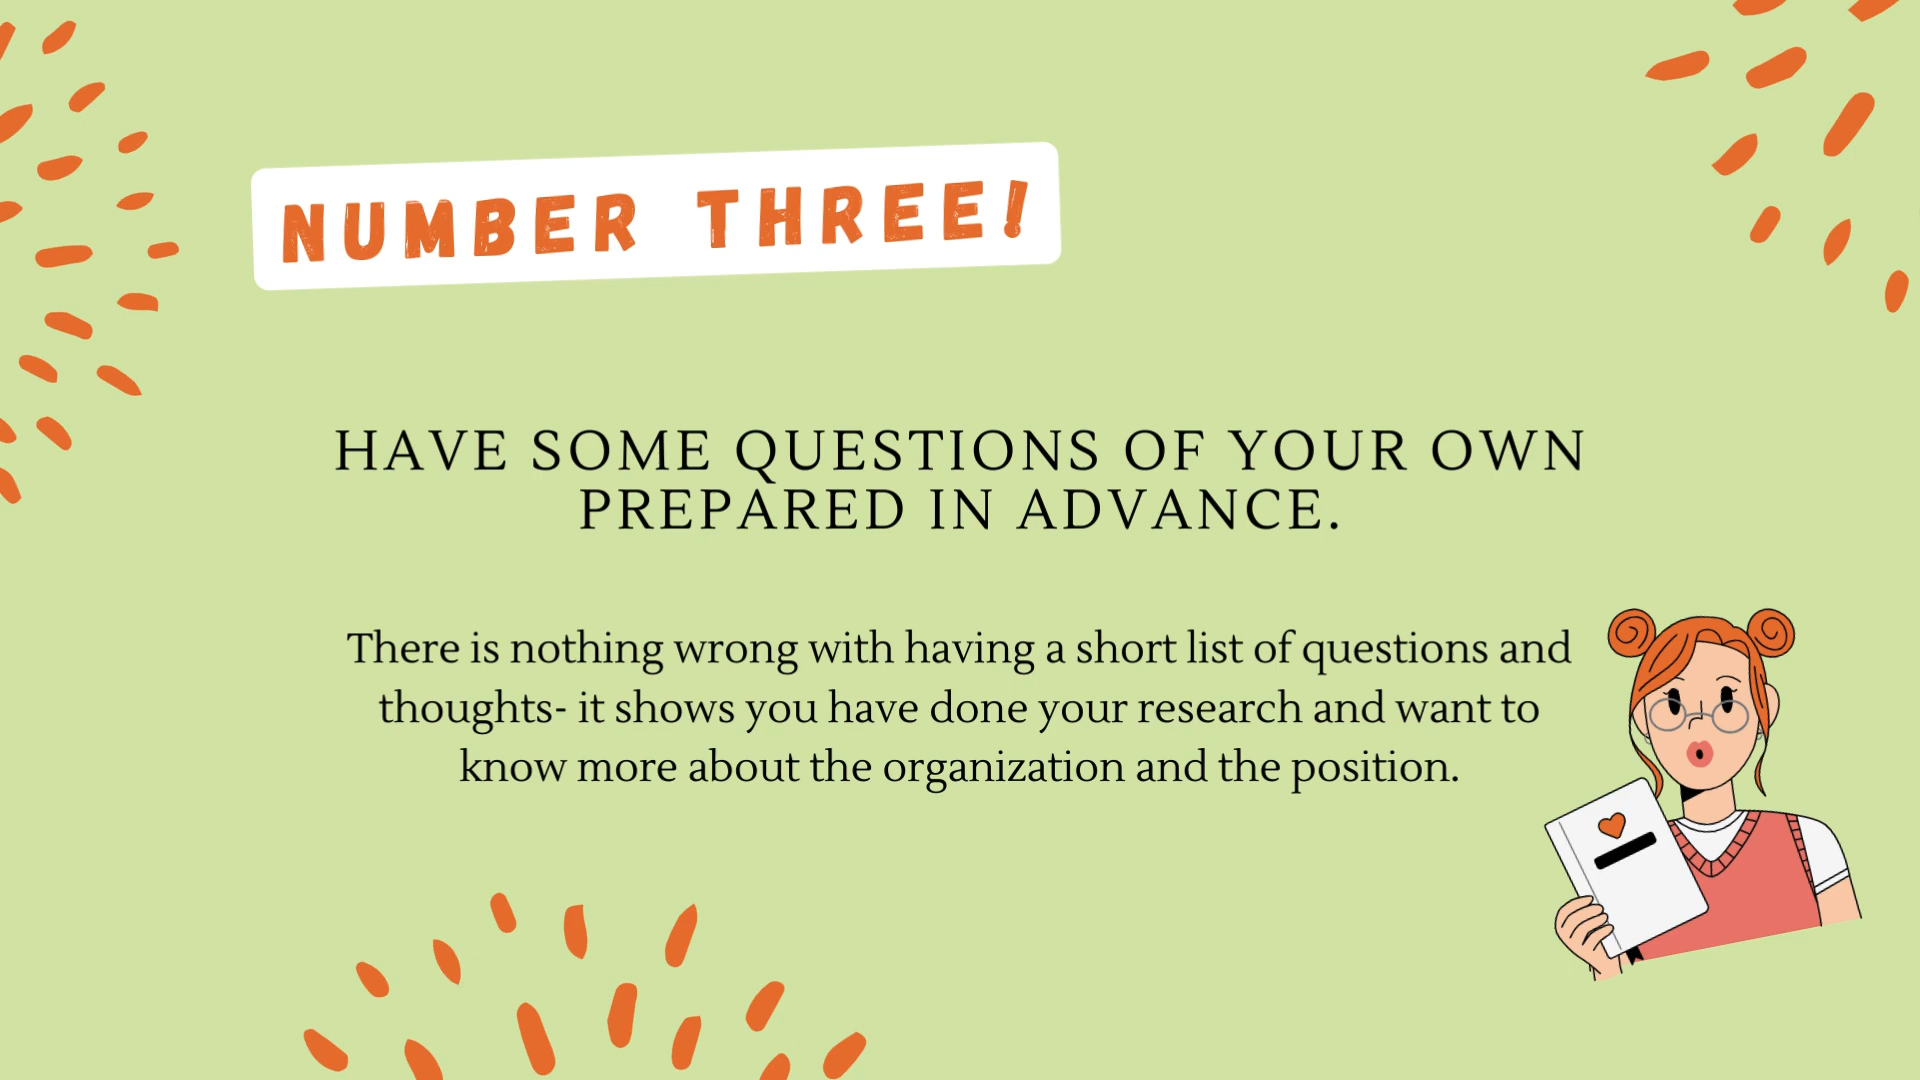 NUMBER THREE!
HAVE SOME QUESTIONS OF YOUR OWN
PREPARED IN ADVANCE.
There is nothing wrong with having a short list of questions and
thoughts- it shows you have done your research and want to
know more about the organization and the position.